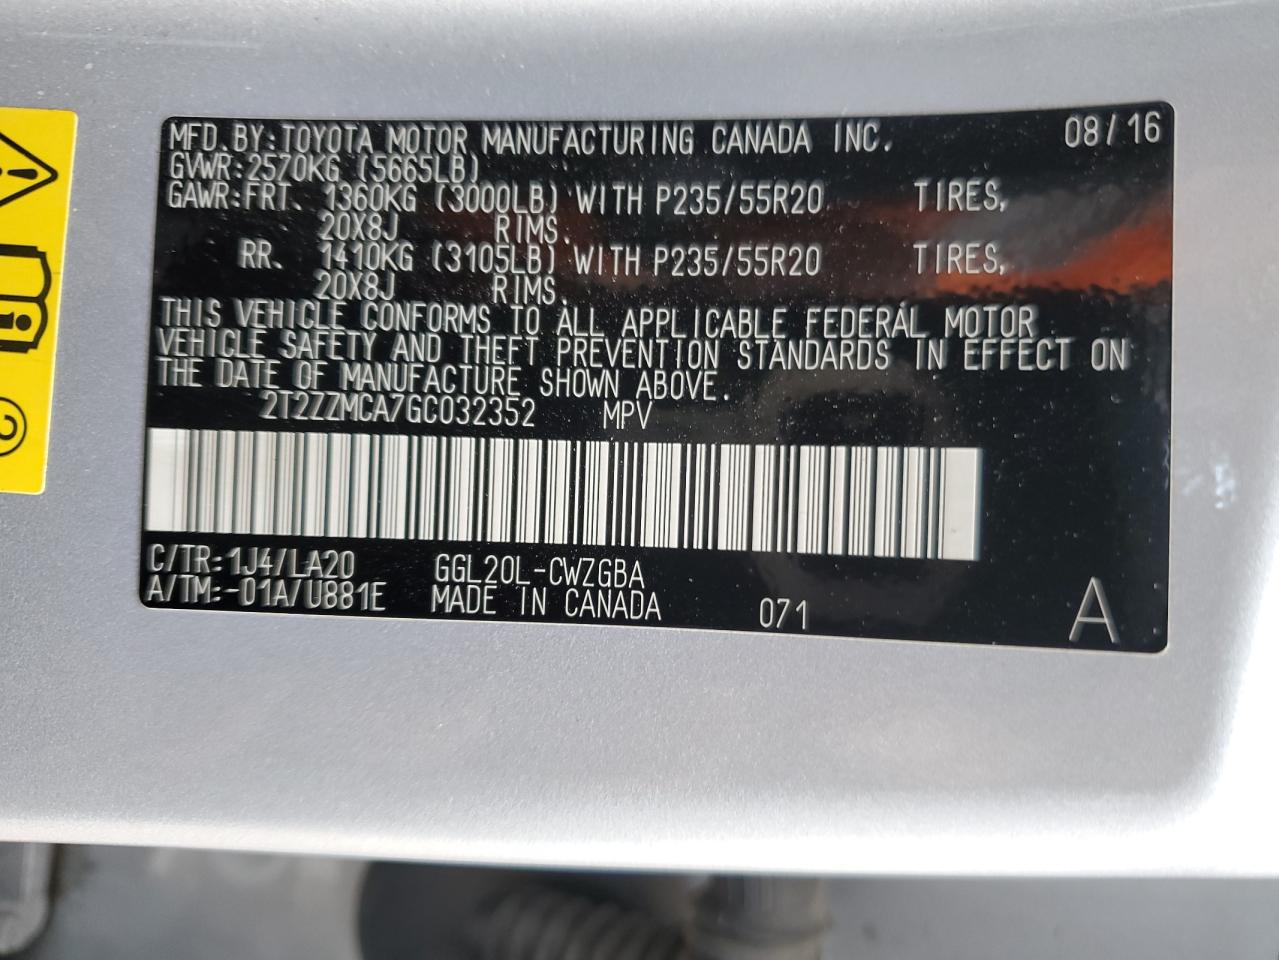 MFD.BY:TOYOTA MOTOR MANUFACTURING CANADA INC. 08/16
GVWR:2570KG (5665LB)
GAWR:FRT. 1360KG (3000LB) WITH P235/55R20 TIRES,
20X8J RIMS.
RR. 1410KG (3105LB) WITH P235/55R20 TIRES,
20X8J RIMS.
THIS VEHICLE CONFORMS TO ALL APPLICABLE FEDERAL MOTOR
VEHICLE SAFETY AND THEFT PREVENTION STANDARDS IN EFFECT ON
THE DATE OF MANUFACTURE SHOWN ABOVE.
2T2ZZMCA7GC032352 MPV
C/TR:1J4/LA20 GGL20L-CWZGBA
A/TM:-01A/U881E MADE IN CANADA 071 A